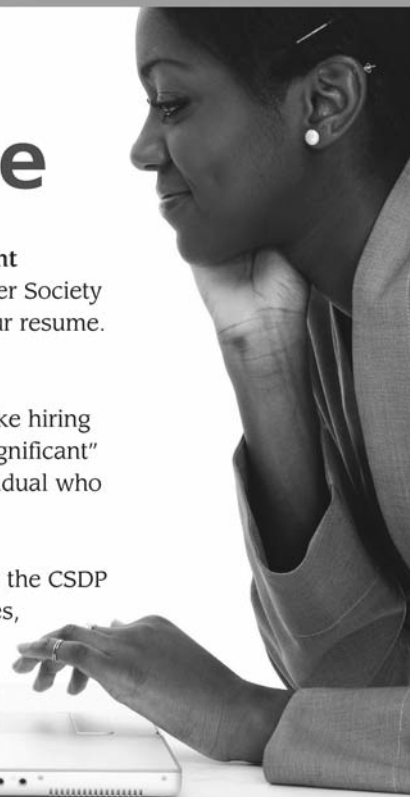 e
nt
er Society
ur resume.
ke hiring
gnificant”
dual who
the CSDP
es,